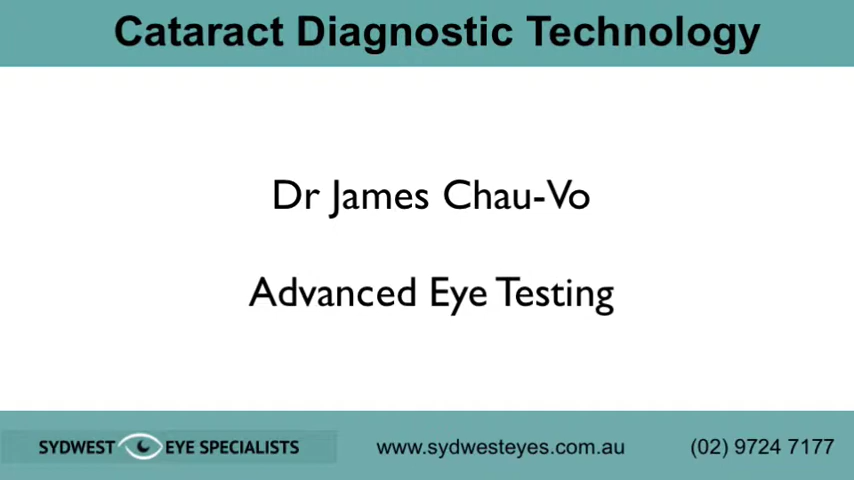 Cataract Diagnostic Technology
Dr James Chau-Vo
Advanced Eye Testing
SYDWEST EYE SPECIALISTS www.sydwesteyes.com.au (02) 9724 7177